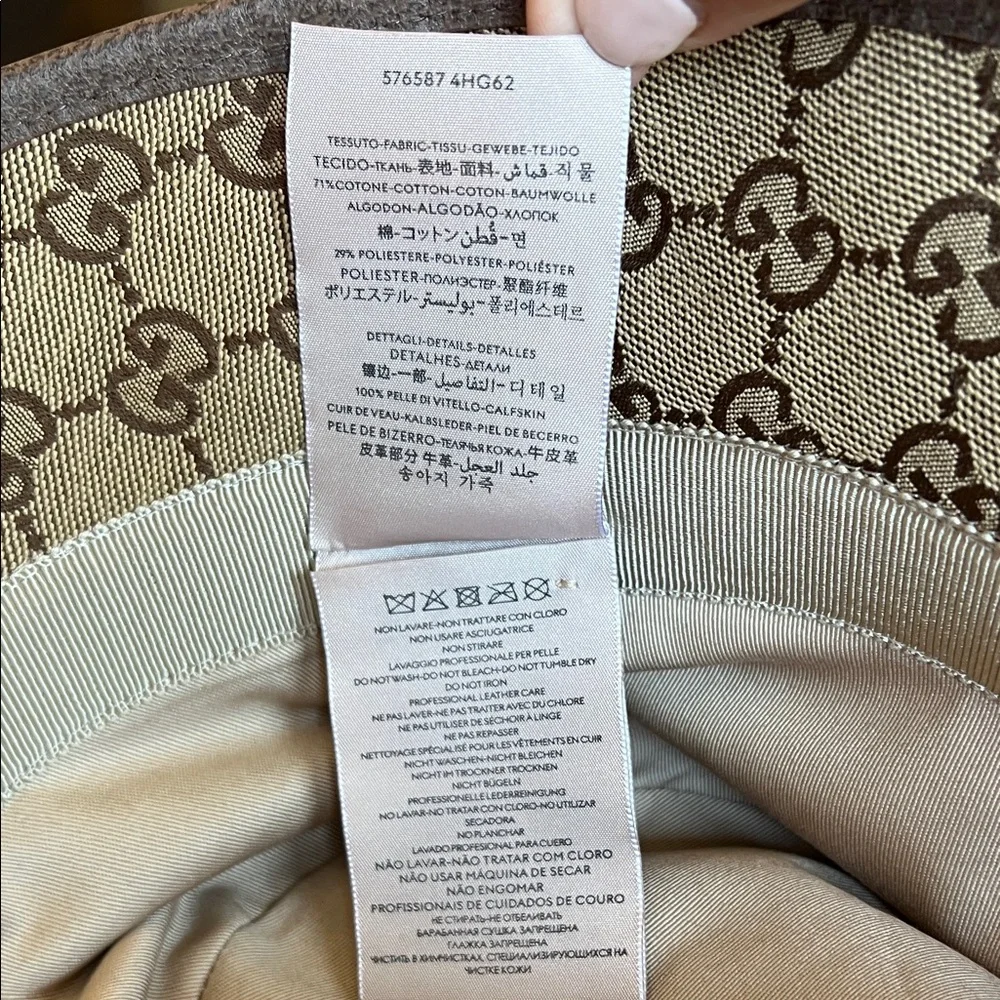 576587 4HG62
TESSUTO-FABRIC-TISSU-GEWEBE-TEJIDO
TECIDO-ТКАНЬ-表地-面料-قماش-직물
71%COTONE-COTTON-COTON-BAUMWOLLE
ALGODON-ALGODÃO-ХЛОПОК
棉-コットン-قُطن-면
29% POLIESTERE-POLYESTER-POLIÉSTER
POLIESTER-ПОЛИЭСТЕР-聚酯纤维
ポリエステル-بوليستر-폴리에스테르
DETTAGLI-DETAILS-DETALLES
DETALHES-ДЕТАЛИ
镶边-一部-التفاصيل-디테일
100% PELLE DI VITELLO-CALFSKIN
CUIR DE VEAU-KALBSLEDER-PIEL DE BECERRO
PELE DE BIZERRO-ТЕЛЯЧЬЯ КОЖА-牛皮革
皮革部分 牛革-جلد العجل
송아지 가죽
NON LAVARE-NON TRATTARE CON CLORO
NON USARE ASCIUGATRICE
NON STIRARE
LAVAGGIO PROFESSIONALE PER PELLE
DO NOT WASH-DO NOT BLEACH-DO NOT TUMBLE DRY
DO NOT IRON
PROFESSIONAL LEATHER CARE
NE PAS LAVER-NE PAS TRAITER AVEC DU CHLORE
NE PAS UTILISER DE SÉCHOIR À LINGE
NE PAS REPASSER
NETTOYAGE SPÉCIALISÉ POUR LES VÊTEMENTS EN CUIR
NICHT WASCHEN-NICHT BLEICHEN
NICHT IM TROCKNER TROCKNEN
NICHT BÜGELN
PROFESSIONELLE LEDERREINIGUNG
NO LAVAR-NO TRATAR CON CLORO-NO UTILIZAR
SECADORA
NO PLANCHAR
LAVADO PROFESIONAL PARA CUERO
NÃO LAVAR-NÃO TRATAR COM CLORO
NÃO USAR MÁQUINA DE SECAR
NÃO ENGOMAR
PROFISSIONAIS DE CUIDADOS DE COURO
НЕ СТИРАТЬ-НЕ ОТБЕЛИВАТЬ
БАРАБАННАЯ СУШКА ЗАПРЕЩЕНА
ГЛАЖКА ЗАПРЕЩЕНА
ЧИСТИТЬ В ХИМЧИСТКАХ, СПЕЦИАЛИЗИРУЮЩИХСЯ НА
ЧИСТКЕ КОЖИ